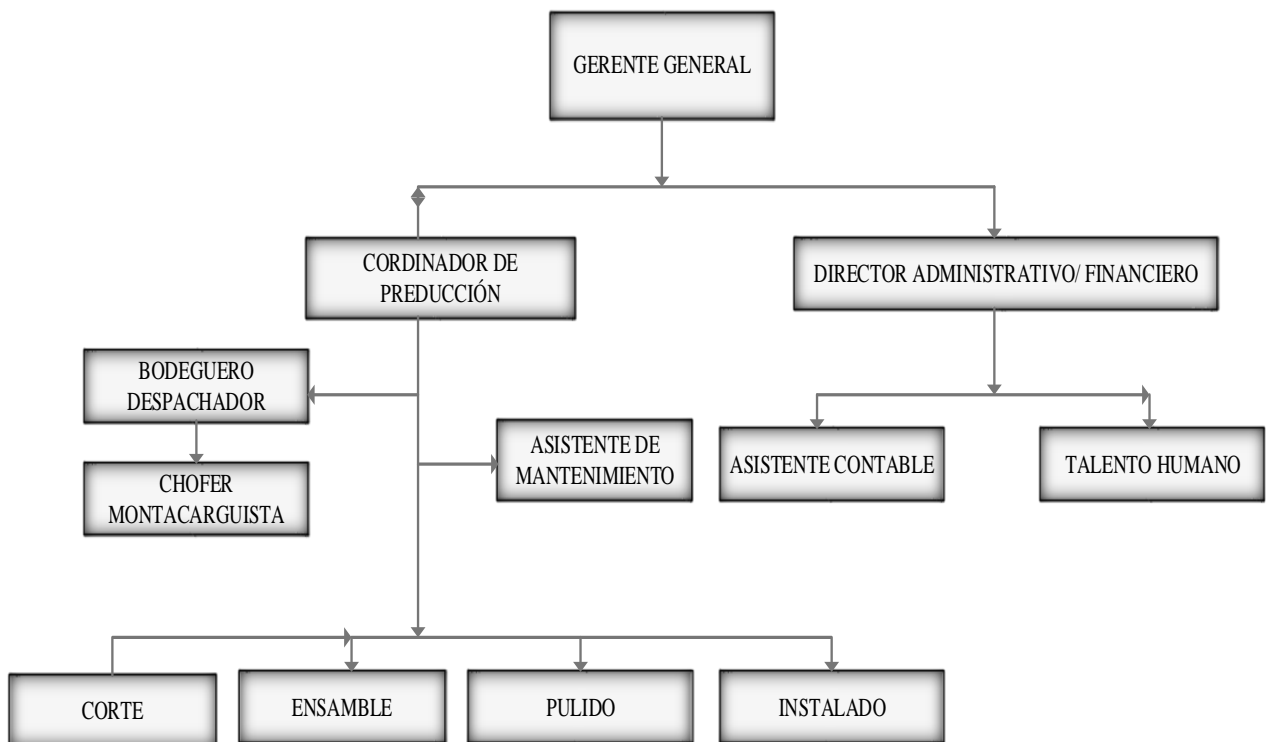 GERENTE GENERAL
CORDINADOR DE
PREDUCCIÓN
DIRECTOR ADMINISTRATIVO/ FINANCIERO
BODEGUERO
DESPACHADOR
ASISTENTE DE
MANTENIMIENTO
ASISTENTE CONTABLE
TALENTO HUMANO
CHOFER
MONTACARGUISTA
CORTE
ENSAMBLE
PULIDO
INSTALADO